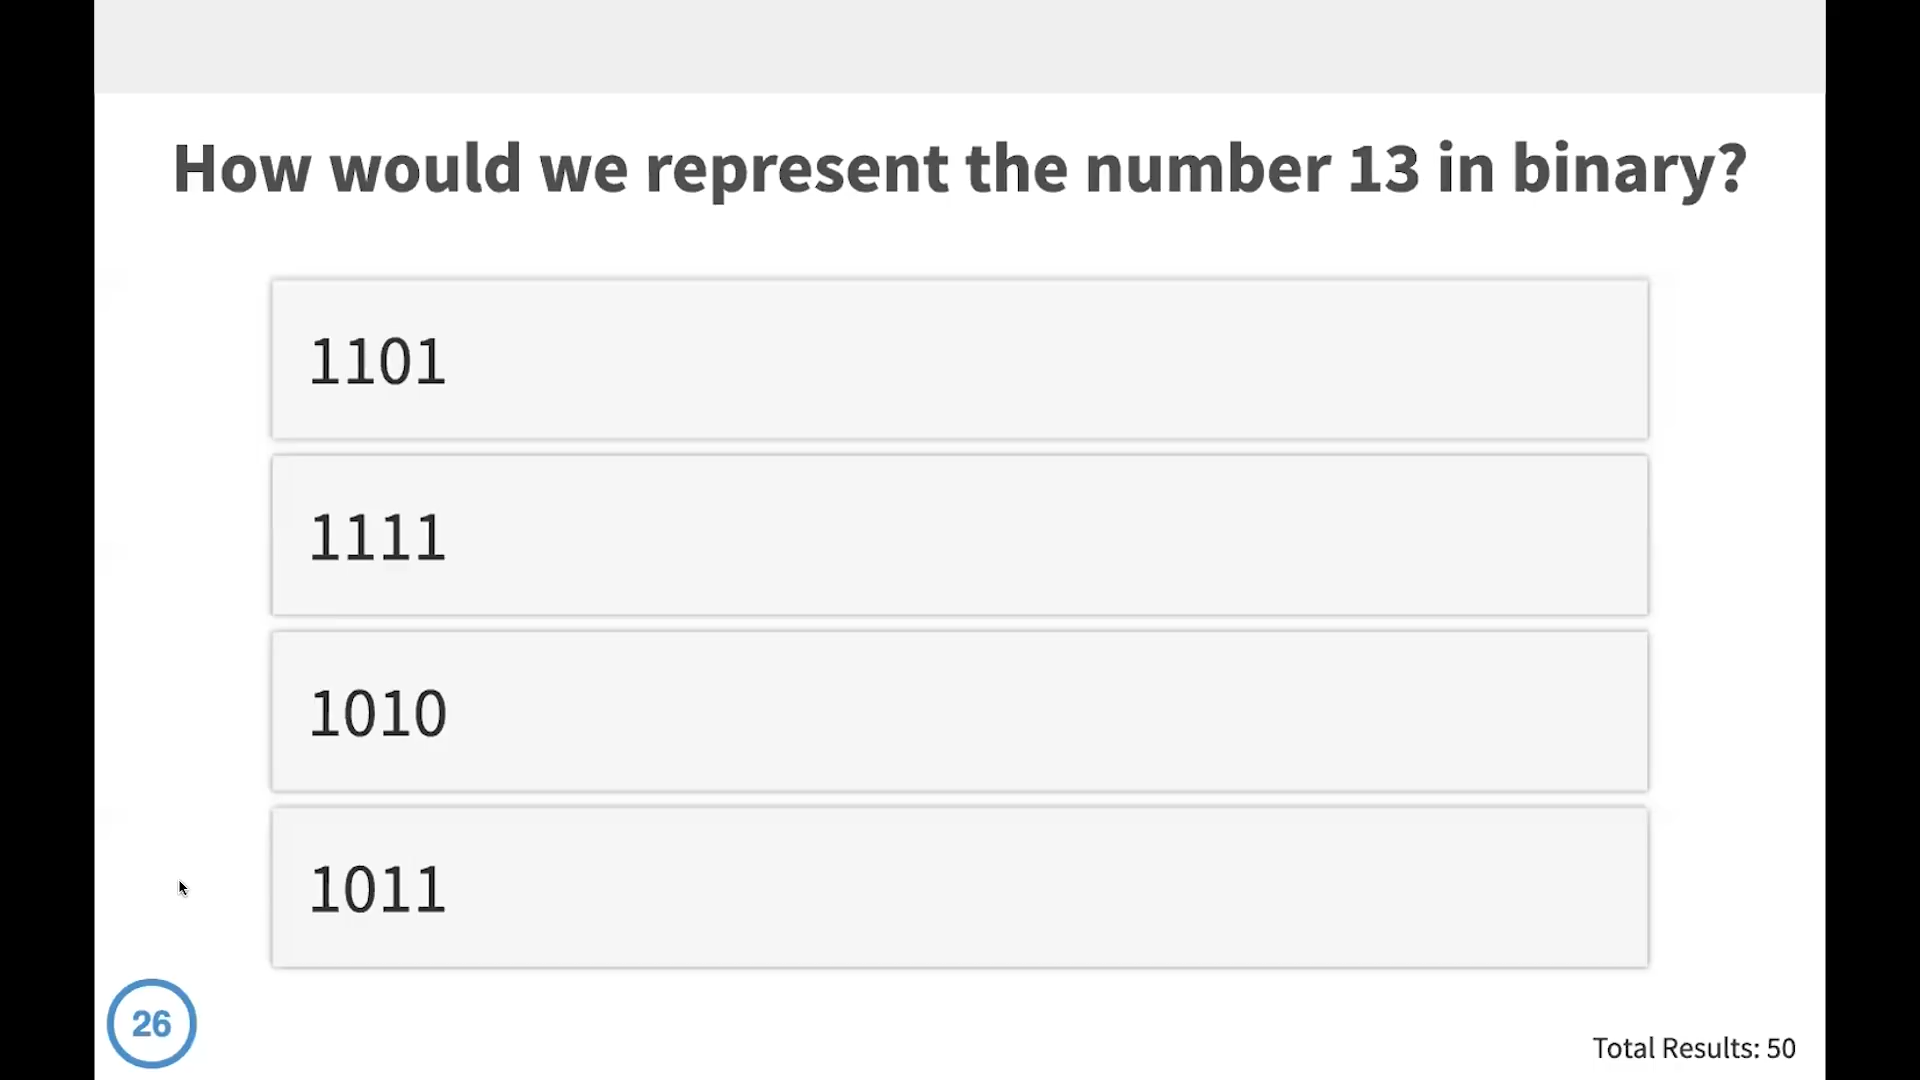 How would we represent the number 13 in binary?
1101
1111
1010
1011
26
Total Results: 50